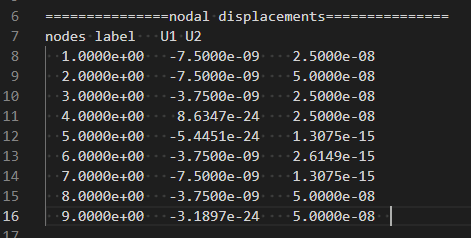 6 ===============nodal displacements===============
7 nodes label   U1 U2
8   1.0000e+00   -7.5000e-09    2.5000e-08
9   2.0000e+00   -7.5000e-09    5.0000e-08
10   3.0000e+00   -3.7500e-09    2.5000e-08
11   4.0000e+00    8.6347e-24    2.5000e-08
12   5.0000e+00   -5.4451e-24    1.3075e-15
13   6.0000e+00   -3.7500e-09    2.6149e-15
14   7.0000e+00   -7.5000e-09    1.3075e-15
15   8.0000e+00   -3.7500e-09    5.0000e-08
16   9.0000e+00   -3.1897e-24    5.0000e-08
17